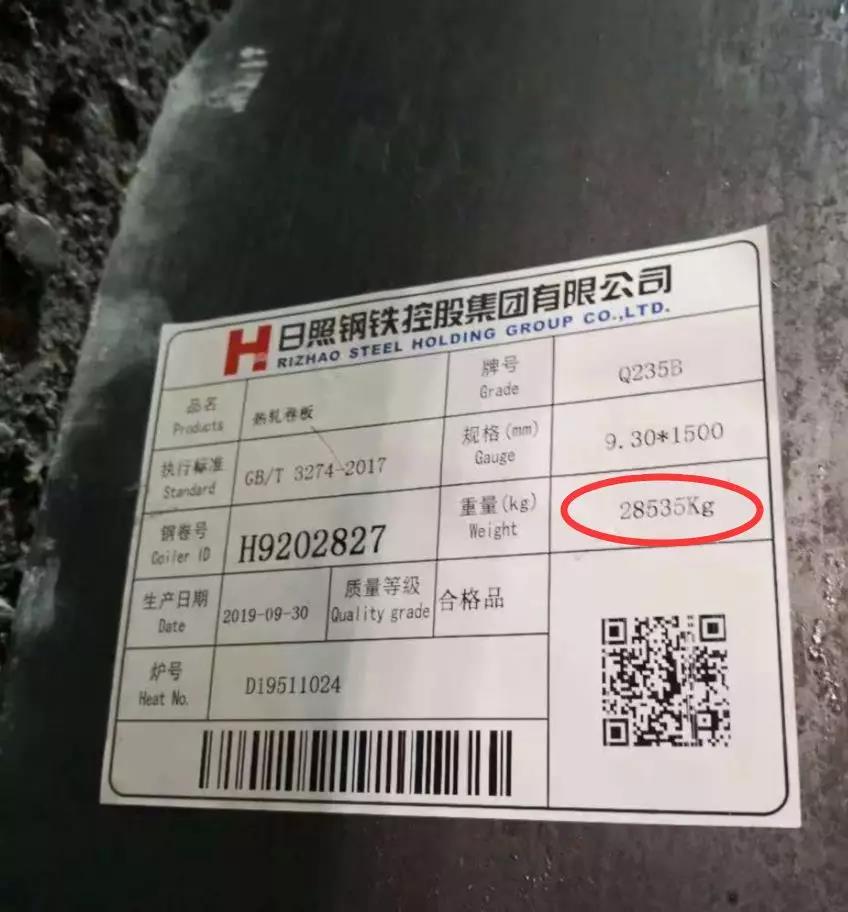 H 日照钢铁控股集团有限公司
RIZHAO STEEL HOLDING GROUP CO.,LTD.
品名 热轧卷板 牌号 Q235B
Products Grade
执行标准 GB/T 3274-2017 规格(mm) 9.30*1500
Standard Gauge
钢卷号 H9202827 重量(kg) 28535Kg
Coiler ID Weight
生产日期 2019-09-30 质量等级 合格品
Date Quality grade
炉号 D19511024
Heat No.